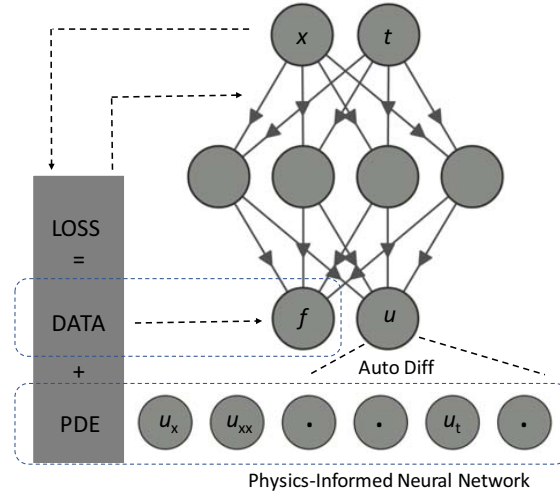 x t
LOSS
=
DATA f u
+
Auto Diff
PDE u_x u_xx . . u_t .
Physics-Informed Neural Network